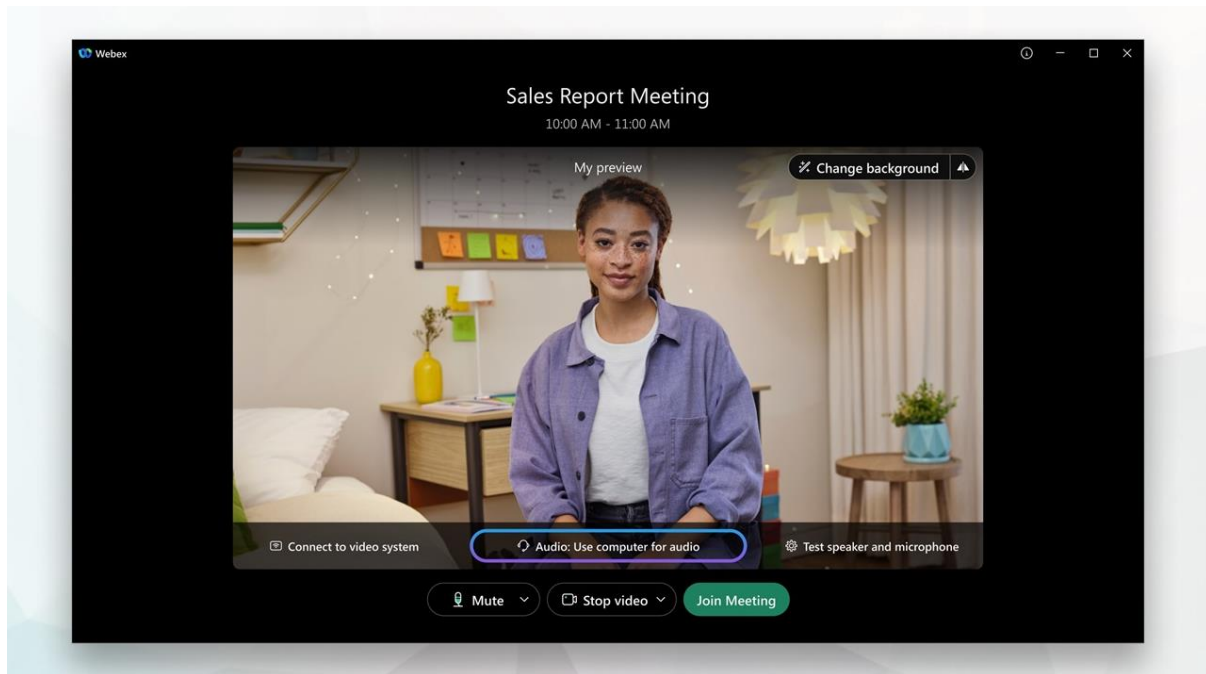 Webex
Sales Report Meeting
10:00 AM - 11:00 AM
My preview
Change background
Connect to video system
Audio: Use computer for audio
Test speaker and microphone
Mute
Stop video
Join Meeting